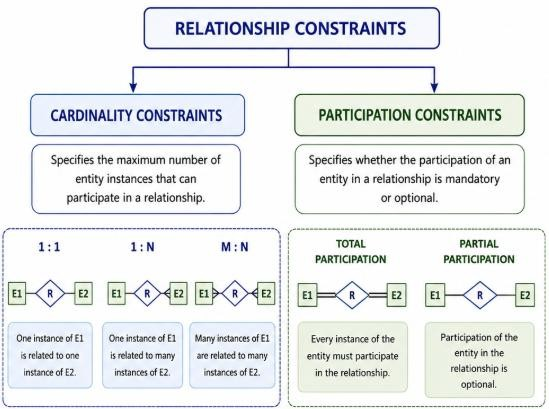 RELATIONSHIP CONSTRAINTS
CARDINALITY CONSTRAINTS
Specifies the maximum number of
entity instances that can
participate in a relationship.
PARTICIPATION CONSTRAINTS
Specifies whether the participation of an
entity in a relationship is mandatory
or optional.
1 : 1
E1 R E2
One instance of E1
is related to one
instance of E2.
1 : N
E1 R E2
One instance of E1
is related to many
instances of E2.
M : N
E1 R E2
Many instances of E1
are related to many
instances of E2.
TOTAL
PARTICIPATION
E1 R E2
Every instance of the
entity must participate
in the relationship.
PARTIAL
PARTICIPATION
E1 R E2
Participation of the
entity in the
relationship is
optional.